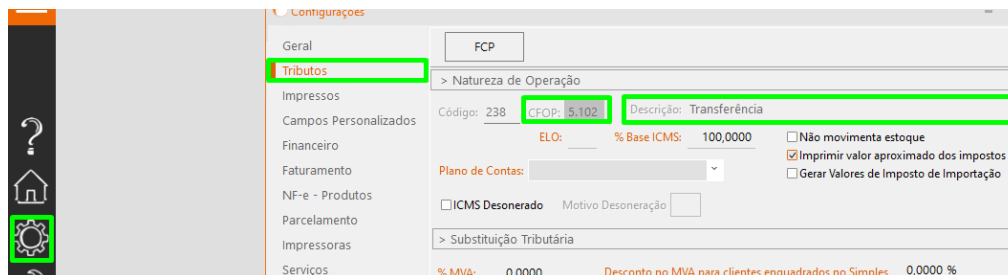 Configurações
Geral
FCP
Tributos
> Natureza de Operação
Impressos
Código: 238 CFOP: 5.102 Descrição: Transferência
Campos Personalizados
ELO: % Base ICMS: 100,0000 Não movimenta estoque
Financeiro
Imprimir valor aproximado dos impostos
Faturamento
Plano de Contas: Gerar Valores de Imposto de Importação
NF-e - Produtos
ICMS Desonerado Motivo Desoneração
Parcelamento
> Substituição Tributária
Impressoras
Serviços
% MVA: 0,0000 Desconto no MVA para clientes enquadrados no Simples 0,0000 %